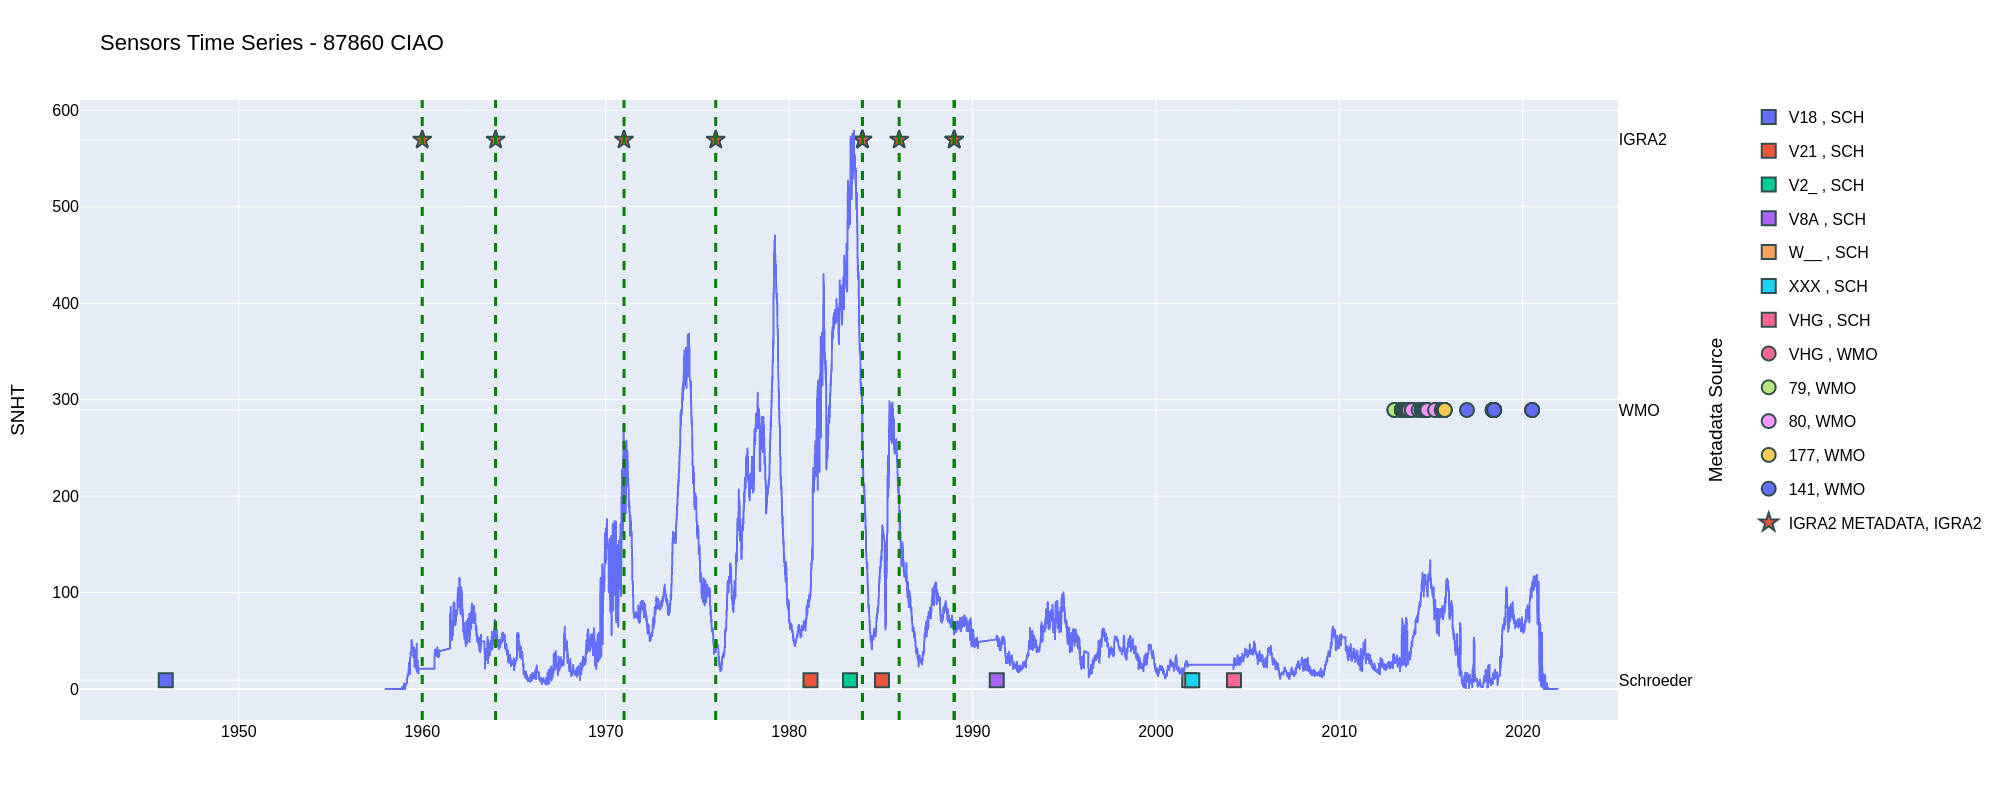 Sensors Time Series - 87860 CIAO
SNHT
600
500
400
300
200
100
0
1950
1960
1970
1980
1990
2000
2010
2020
IGRA2
WMO
Schroeder
Metadata Source
V18 , SCH
V21 , SCH
V2_ , SCH
V8A , SCH
W__ , SCH
XXX , SCH
VHG , SCH
VHG , WMO
79, WMO
80, WMO
177, WMO
141, WMO
IGRA2 METADATA, IGRA2